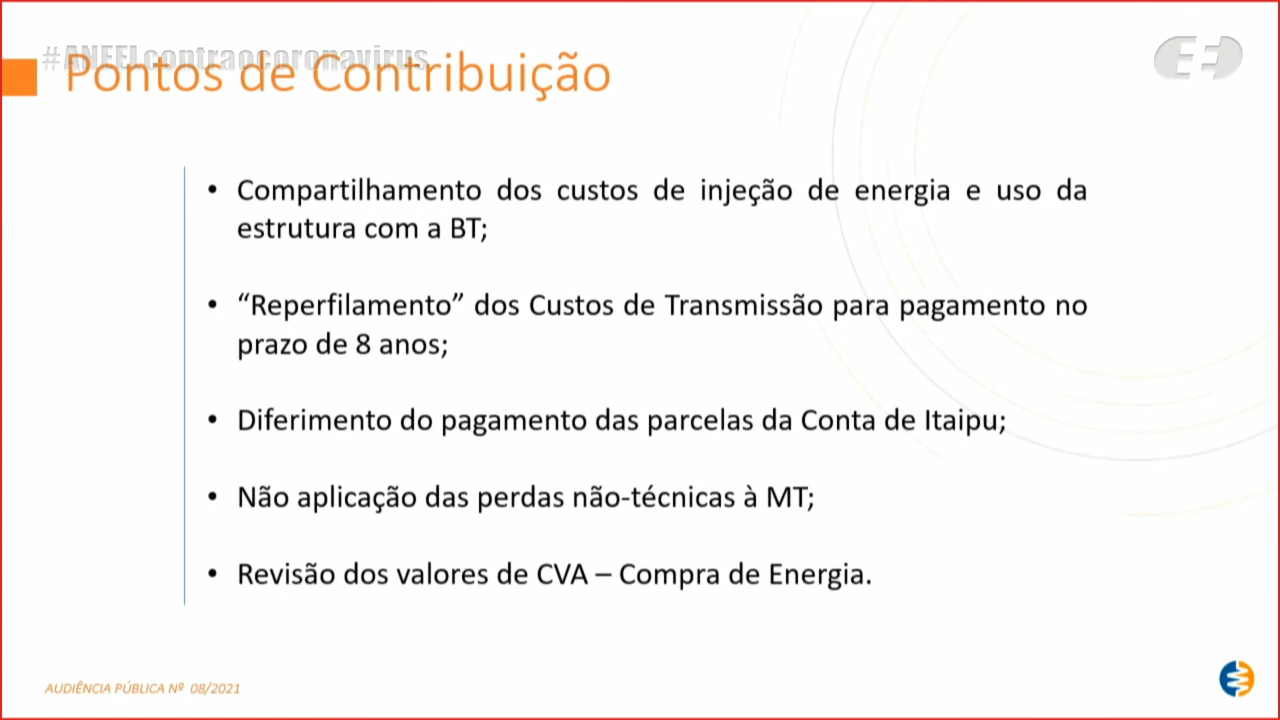 #ANEELcontraocoronavirus
Pontos de Contribuição
• Compartilhamento dos custos de injeção de energia e uso da
estrutura com a BT;
• “Reperfilamento” dos Custos de Transmissão para pagamento no
prazo de 8 anos;
• Diferimento do pagamento das parcelas da Conta de Itaipu;
• Não aplicação das perdas não-técnicas à MT;
• Revisão dos valores de CVA – Compra de Energia.
AUDIÊNCIA PÚBLICA Nº 08/2021